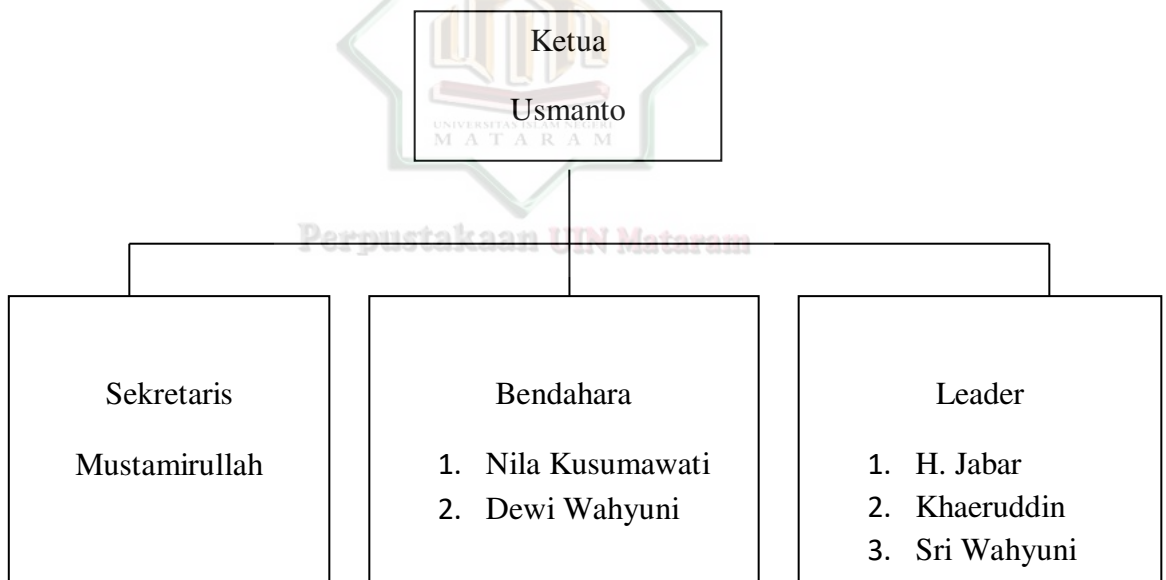 Ketua
Usmanto
UNIVERSITAS ISLAM NEGERI
MATARAM
Perpustakaan UIN Mataram
Sekretaris
Mustamirullah
Bendahara
1. Nila Kusumawati
2. Dewi Wahyuni
Leader
1. H. Jabar
2. Khaeruddin
3. Sri Wahyuni